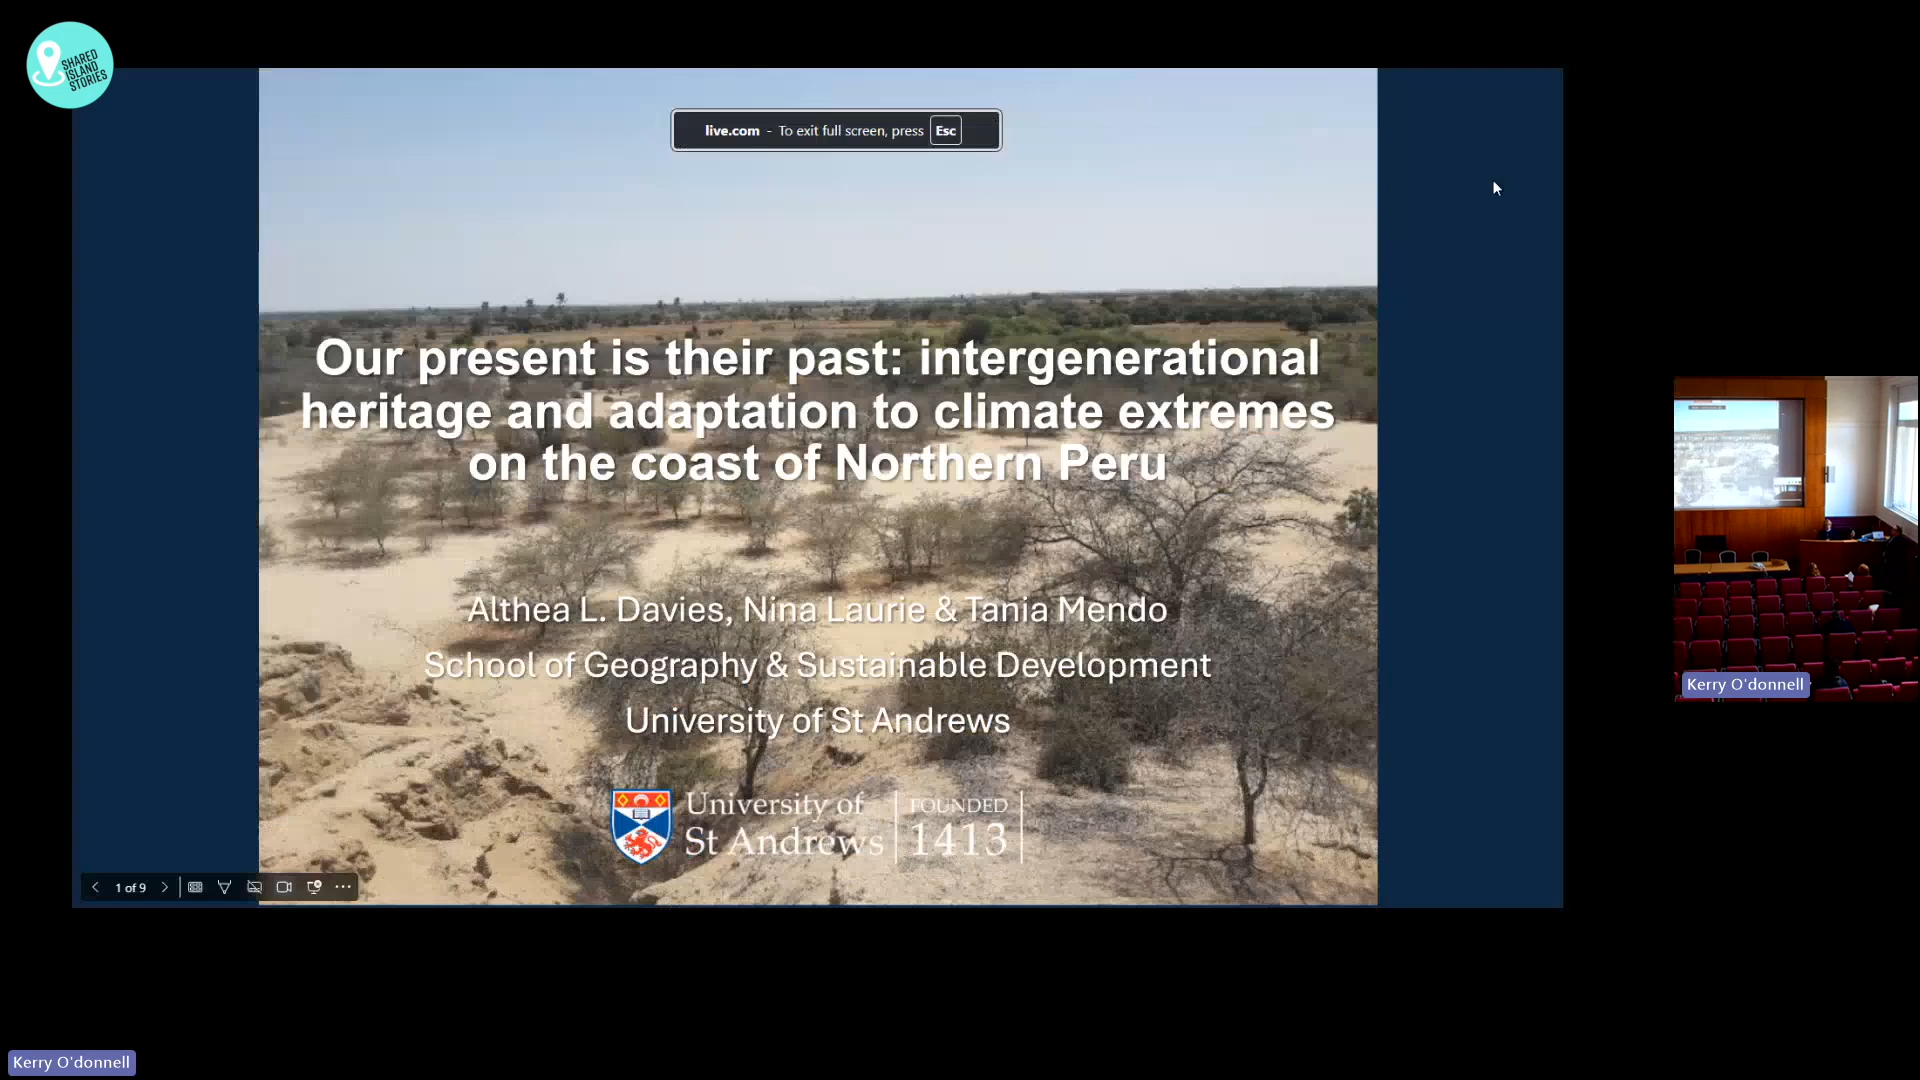 SHARED
ISLAND
STORIES
live.com - To exit full screen, press Esc
Our present is their past: intergenerational
heritage and adaptation to climate extremes
on the coast of Northern Peru
Althea L. Davies, Nina Laurie & Tania Mendo
School of Geography & Sustainable Development
University of St Andrews
University of
St Andrews
FOUNDED
1413
1 of 9
Kerry O'donnell
Kerry O'donnell